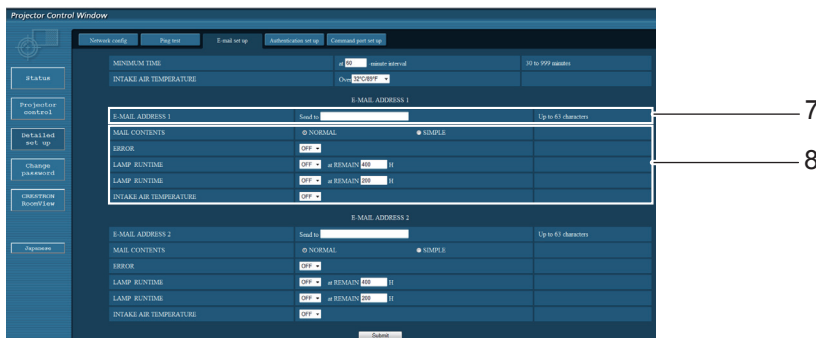 Projector Control Window
Network config Ping test E-mail set up Authentication set up Command port set up
MINIMUM TIME at 60 -minute interval 30 to 999 minutes
Status
INTAKE AIR TEMPERATURE Over 32°C/89°F
E-MAIL ADDRESS 1
Projector control
E-MAIL ADDRESS 1 Send to Up to 63 characters 7
MAIL CONTENTS NORMAL SIMPLE
Detailed set up
ERROR OFF
LAMP RUNTIME OFF at REMAIN 400 H 8
Change password
LAMP RUNTIME OFF at REMAIN 200 H
INTAKE AIR TEMPERATURE OFF
CRESTRON RoomView
E-MAIL ADDRESS 2
E-MAIL ADDRESS 2 Send to Up to 63 characters
Japanese
MAIL CONTENTS NORMAL SIMPLE
ERROR OFF
LAMP RUNTIME OFF at REMAIN 400 H
LAMP RUNTIME OFF at REMAIN 200 H
INTAKE AIR TEMPERATURE OFF
Submit